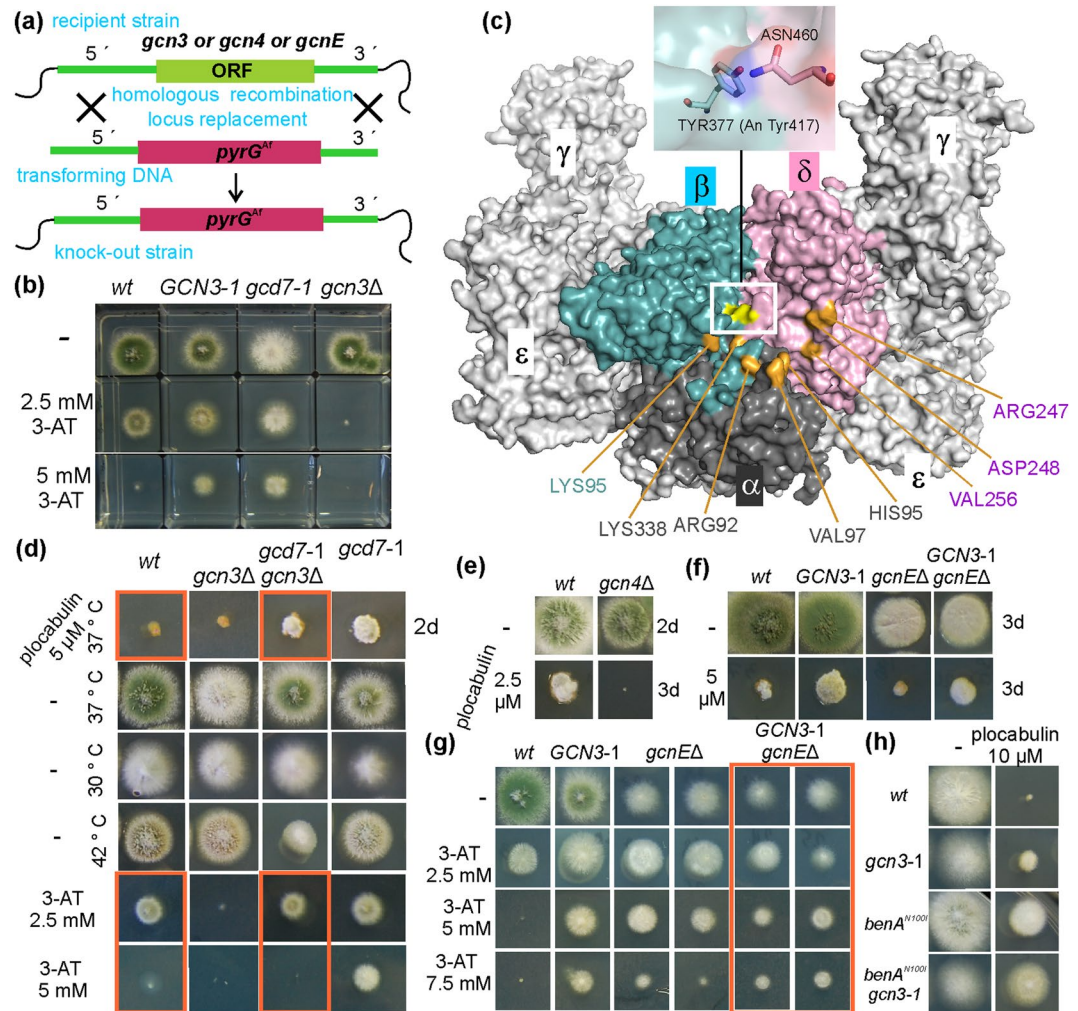 (a) recipient strain
gcn3 or gcn4 or gcnE
5 ´ 3 ´
ORF
homologous recombination
locus replacement
5 ´ 3 ´
pyrG^Af
transforming DNA
5 ´ 3 ´
pyrG^Af
knock-out strain
(b)
wt GCN3-1 gcd7-1 gcn3Δ
-
2.5 mM
3-AT
5 mM
3-AT
(c)
ASN460
TYR377 (An Tyr417)
γ
γ
β
δ
ε
ε
α
ARG247
ASP248
VAL256
HIS95
VAL97
ARG92
LYS338
LYS95
(d)
wt gcn3Δ gcd7-1 gcn3Δ gcd7-1
plocabulin
5 µM
37 ° C
2d
-
37 ° C
-
30 ° C
-
42 ° C
3-AT
2.5 mM
3-AT
5 mM
(e)
wt gcn4Δ
-
2d
plocabulin
2.5
µM
3d
(f)
wt GCN3-1 gcnEΔ GCN3-1 gcnEΔ
-
3d
5
µM
3d
(g)
wt GCN3-1 gcnEΔ GCN3-1 gcnEΔ
-
3-AT
2.5 mM
3-AT
5 mM
3-AT
7.5 mM
(h)
- plocabulin
10 µM
wt
gcn3-1
benA^N100I
benA^N100I
gcn3-1